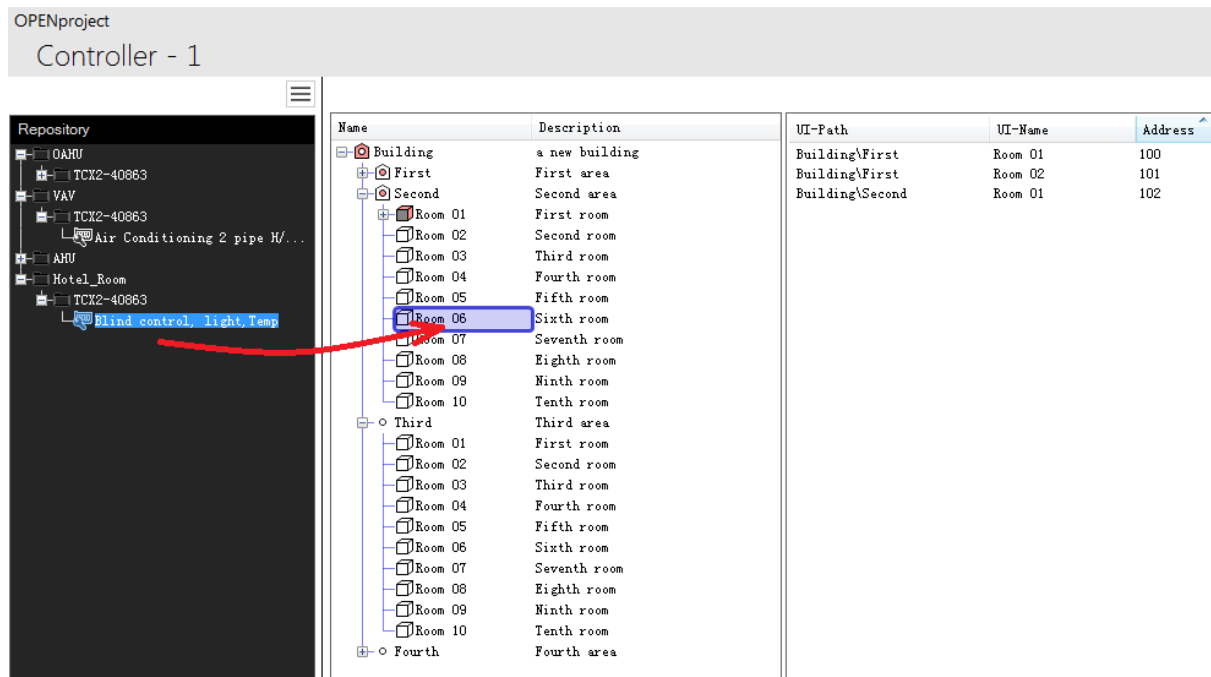 OPENproject
Controller - 1
Repository
OAHU
TCX2-40863
VAV
TCX2-40863
Air Conditioning 2 pipe H/...
AHU
Hotel_Room
TCX2-40863
Blind control, light,Temp
Name Description
Building a new building
First First area
Second Second area
Room 01 First room
Room 02 Second room
Room 03 Third room
Room 04 Fourth room
Room 05 Fifth room
Room 06 Sixth room
Room 07 Seventh room
Room 08 Eighth room
Room 09 Ninth room
Room 10 Tenth room
Third Third area
Room 01 First room
Room 02 Second room
Room 03 Third room
Room 04 Fourth room
Room 05 Fifth room
Room 06 Sixth room
Room 07 Seventh room
Room 08 Eighth room
Room 09 Ninth room
Room 10 Tenth room
Fourth Fourth area
UI-Path UI-Name Address
Building\First Room 01 100
Building\First Room 02 101
Building\Second Room 01 102